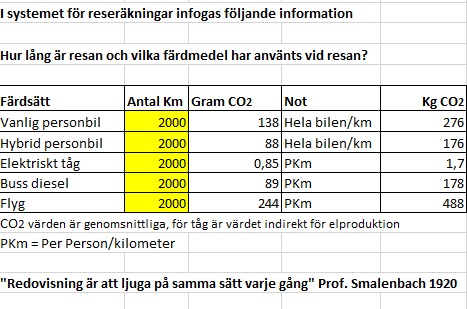 I systemet för reseräkningar infogas följande information
Hur lång är resan och vilka färdmedel har använts vid resan?
Färdsätt Antal Km Gram CO2 Not Kg CO2
Vanlig personbil 2000 138 Hela bilen/km 276
Hybrid personbil 2000 88 Hela bilen/km 176
Elektriskt tåg 2000 0,85 PKm 1,7
Buss diesel 2000 89 PKm 178
Flyg 2000 244 PKm 488
CO2 värden är genomsnittliga, för tåg är värdet indirekt för elproduktion
PKm = Per Person/kilometer
"Redovisning är att ljuga på samma sätt varje gång" Prof. Smalenbach 1920